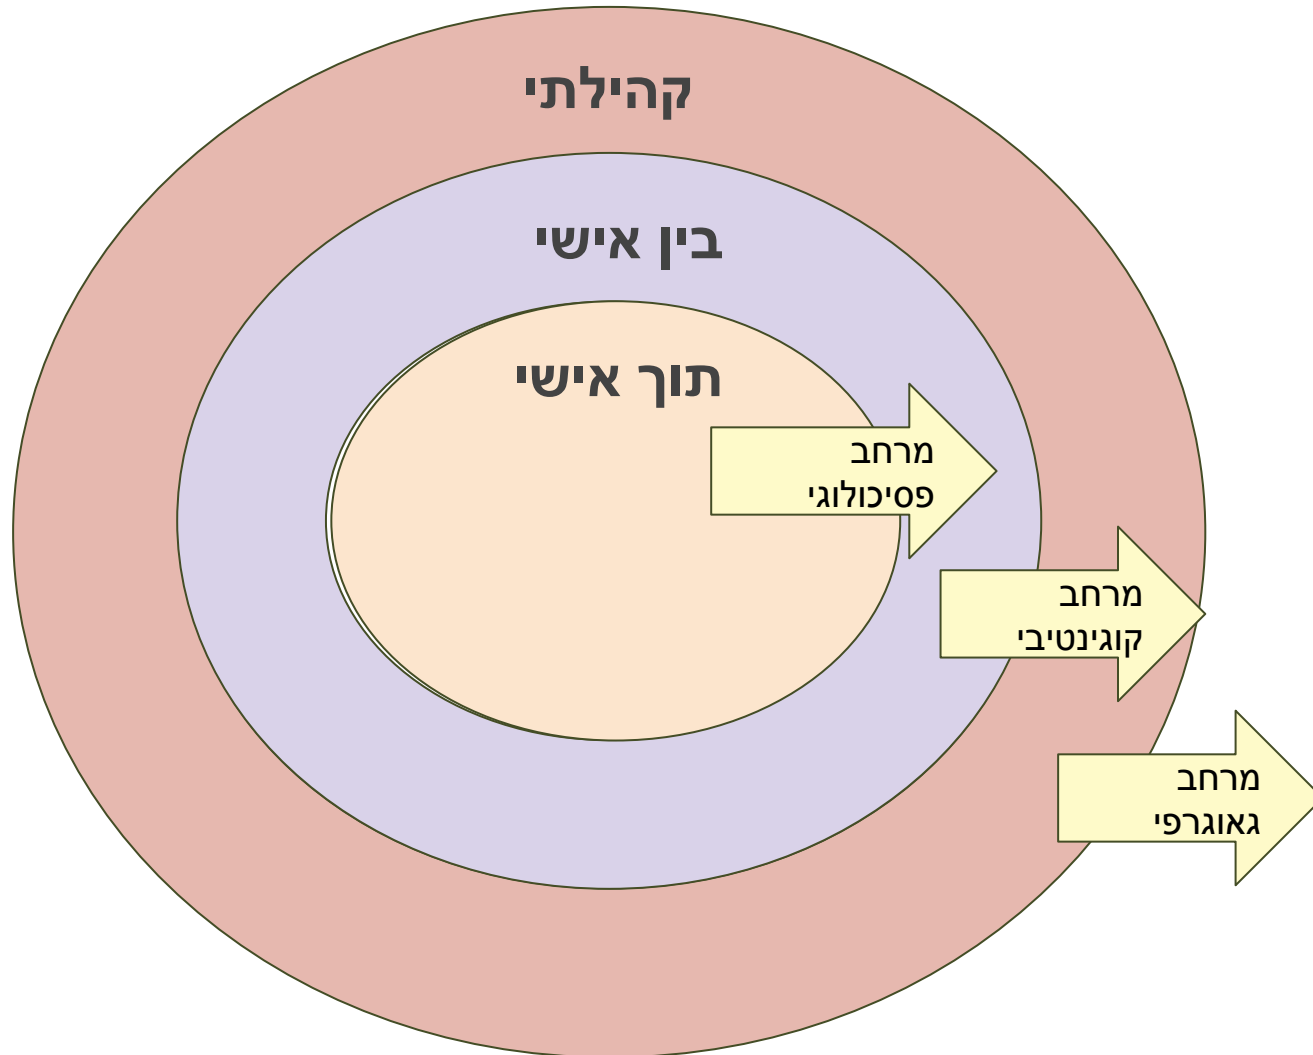 קהילתי
בין אישי
תוך אישי
מרחב
פסיכולוגי
מרחב
קוגינטיבי
מרחב
גאוגרפי